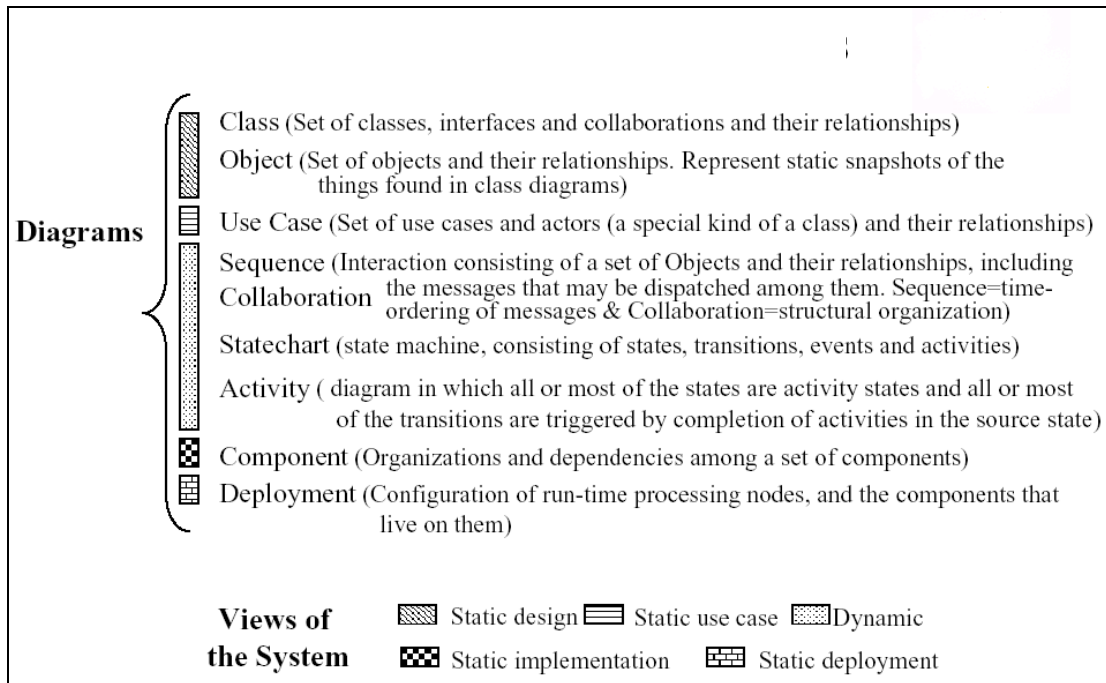 Class (Set of classes, interfaces and collaborations and their relationships)
Object (Set of objects and their relationships. Represent static snapshots of the
things found in class diagrams)
Diagrams
Use Case (Set of use cases and actors (a special kind of a class) and their relationships)
Sequence (Interaction consisting of a set of Objects and their relationships, including
Collaboration the messages that may be dispatched among them. Sequence=time-
ordering of messages & Collaboration=structural organization)
Statechart (state machine, consisting of states, transitions, events and activities)
Activity ( diagram in which all or most of the states are activity states and all or most
of the transitions are triggered by completion of activities in the source state)
Component (Organizations and dependencies among a set of components)
Deployment (Configuration of run-time processing nodes, and the components that
live on them)
Views of
the System
Static design Static use case Dynamic
Static implementation Static deployment